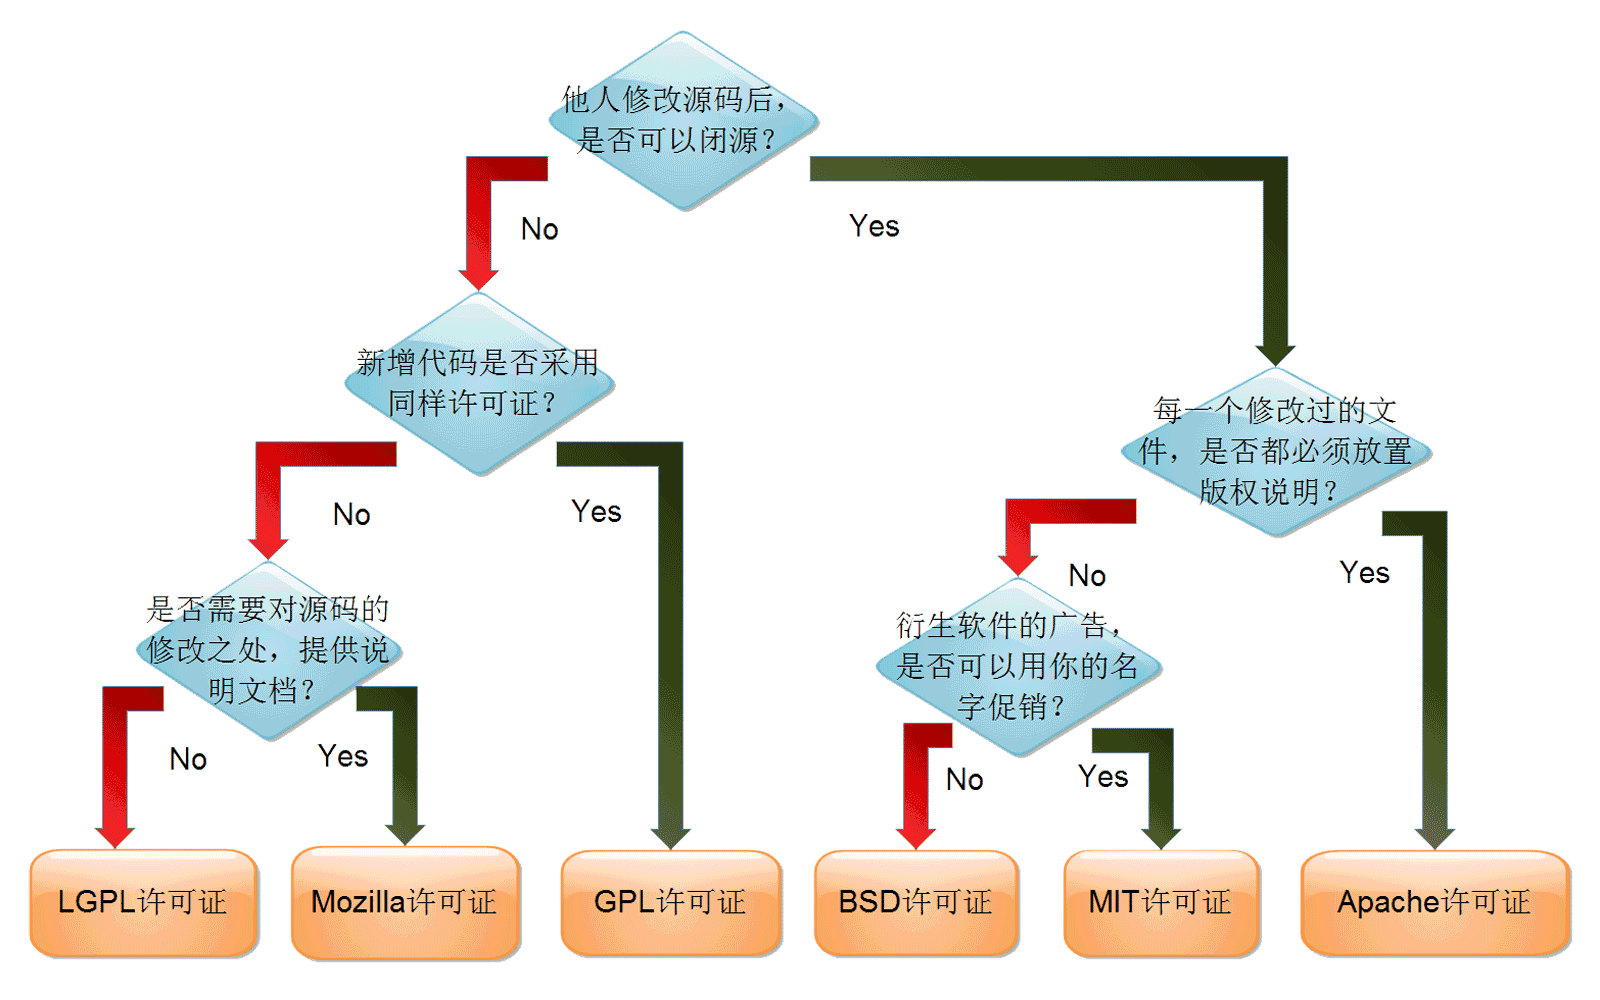 他人修改源码后，
是否可以闭源？
No
Yes
新增代码是否采用
同样许可证？
每一个修改过的文
件，是否都必须放置
版权说明？
No
Yes
No
Yes
是否需要对源码的
修改之处，提供说
明文档？
衍生软件的广告，
是否可以用你的名
字促销？
No
Yes
No
Yes
LGPL许可证
Mozilla许可证
GPL许可证
BSD许可证
MIT许可证
Apache许可证